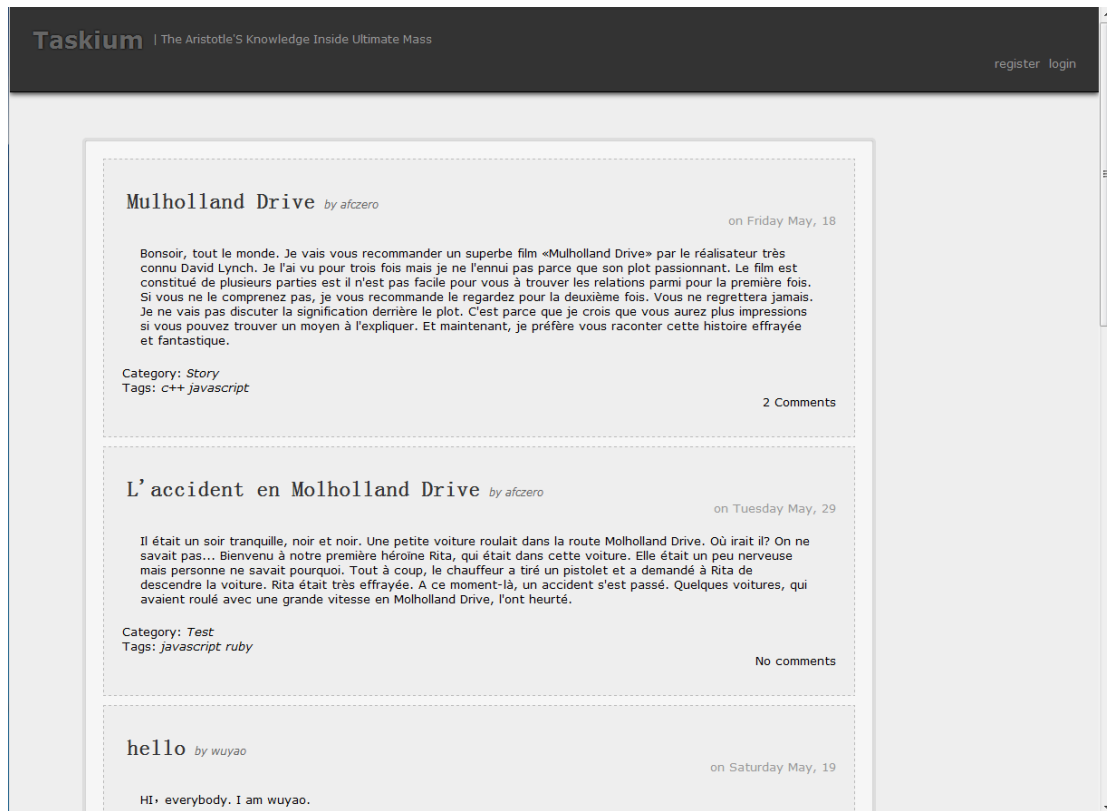 Taskium | The Aristotle'S Knowledge Inside Ultimate Mass
register login
Mulholland Drive by afczero
on Friday May, 18
Bonsoir, tout le monde. Je vais vous recommander un superbe film «Mulholland Drive» par le réalisateur très
connu David Lynch. Je l'ai vu pour trois fois mais je ne l'ennui pas parce que son plot passionnant. Le film est
constitué de plusieurs parties est il n'est pas facile pour vous à trouver les relations parmi pour la première fois.
Si vous ne le comprenez pas, je vous recommande le regardez pour la deuxième fois. Vous ne regrettera jamais.
Je ne vais pas discuter la signification derrière le plot. C'est parce que je crois que vous aurez plus impressions
si vous pouvez trouver un moyen à l'expliquer. Et maintenant, je préfère vous raconter cette histoire effrayée
et fantastique.
Category: Story
Tags: c++ javascript
2 Comments
L'accident en Molholland Drive by afczero
on Tuesday May, 29
Il était un soir tranquille, noir et noir. Une petite voiture roulait dans la route Molholland Drive. Où irait il? On ne
savait pas... Bienvenu à notre première héroïne Rita, qui était dans cette voiture. Elle était un peu nerveuse
mais personne ne savait pourquoi. Tout à coup, le chauffeur a tiré un pistolet et a demandé à Rita de
descendre la voiture. Rita était très effrayée. A ce moment-là, un accident s'est passé. Quelques voitures, qui
avaient roulé avec une grande vitesse en Molholland Drive, l'ont heurté.
Category: Test
Tags: javascript ruby
No comments
hello by wuyao
on Saturday May, 19
HI，everybody. I am wuyao.